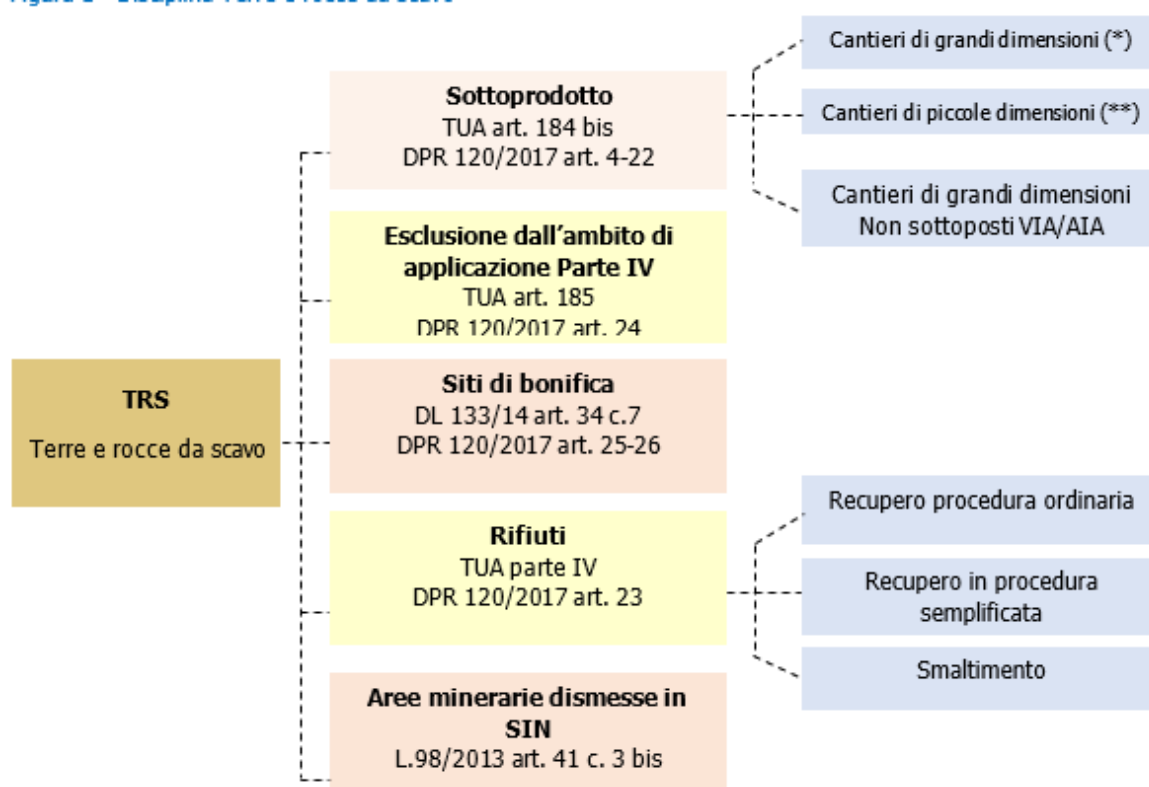 Cantieri di grandi dimensioni (*)
Sottoprodotto
TUA art. 184 bis
DPR 120/2017 art. 4-22
Cantieri di piccole dimensioni (**)
Cantieri di grandi dimensioni
Non sottoposti VIA/AIA
Esclusione dall'ambito di
applicazione Parte IV
TUA art. 185
DPR 120/2017 art. 24
TRS
Terre e rocce da scavo
Siti di bonifica
DL 133/14 art. 34 c.7
DPR 120/2017 art. 25-26
Rifiuti
TUA parte IV
DPR 120/2017 art. 23
Recupero procedura ordinaria
Recupero in procedura
semplificata
Smaltimento
Aree minerarie dismesse in
SIN
L.98/2013 art. 41 c. 3 bis